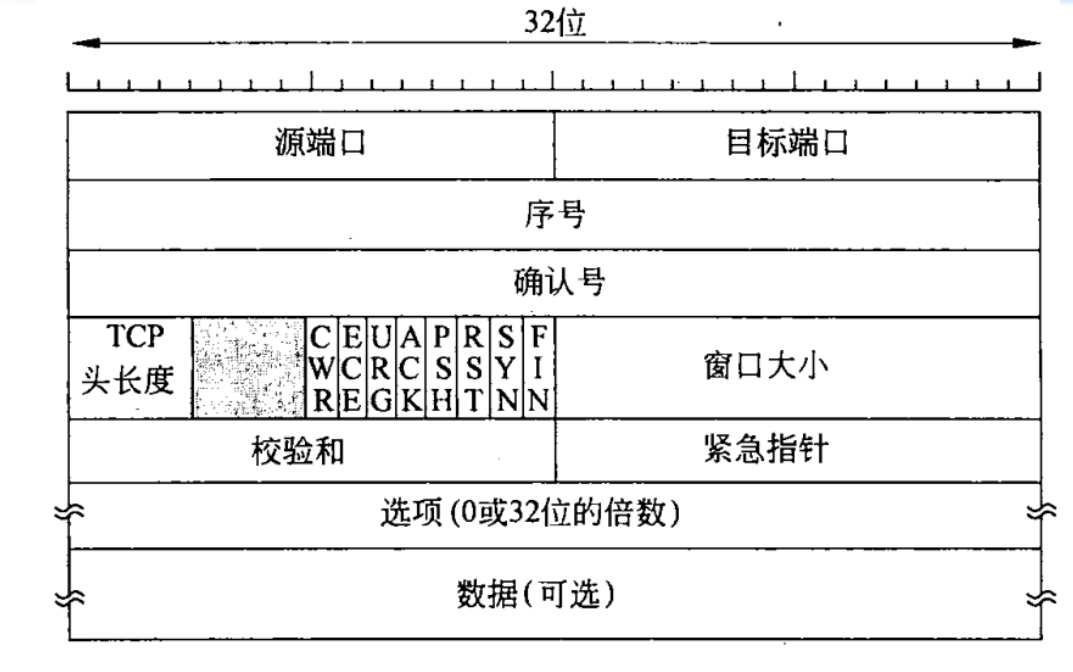 32位
源端口 目标端口
序号
确认号
TCP
头长度
CWR ECE URG ACK PSH RST SYN FIN
窗口大小
校验和 紧急指针
选项(0或32位的倍数)
数据(可选)